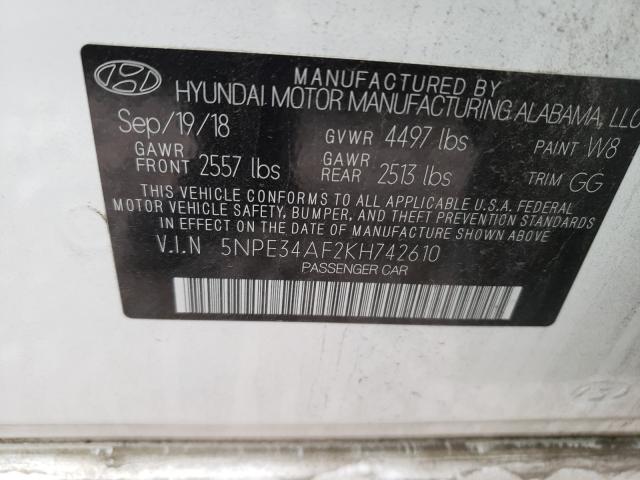 MANUFACTURED BY
HYUNDAI MOTOR MANUFACTURING ALABAMA, LLC
Sep/19/18 GVWR 4497 lbs PAINT W8
GAWR FRONT 2557 lbs GAWR REAR 2513 lbs TRIM GG
THIS VEHICLE CONFORMS TO ALL APPLICABLE U.S.A. FEDERAL
MOTOR VEHICLE SAFETY, BUMPER, AND THEFT PREVENTION STANDARDS
IN EFFECT ON THE DATE OF MANUFACTURE SHOWN ABOVE.
V.I.N 5NPE34AF2KH742610
PASSENGER CAR